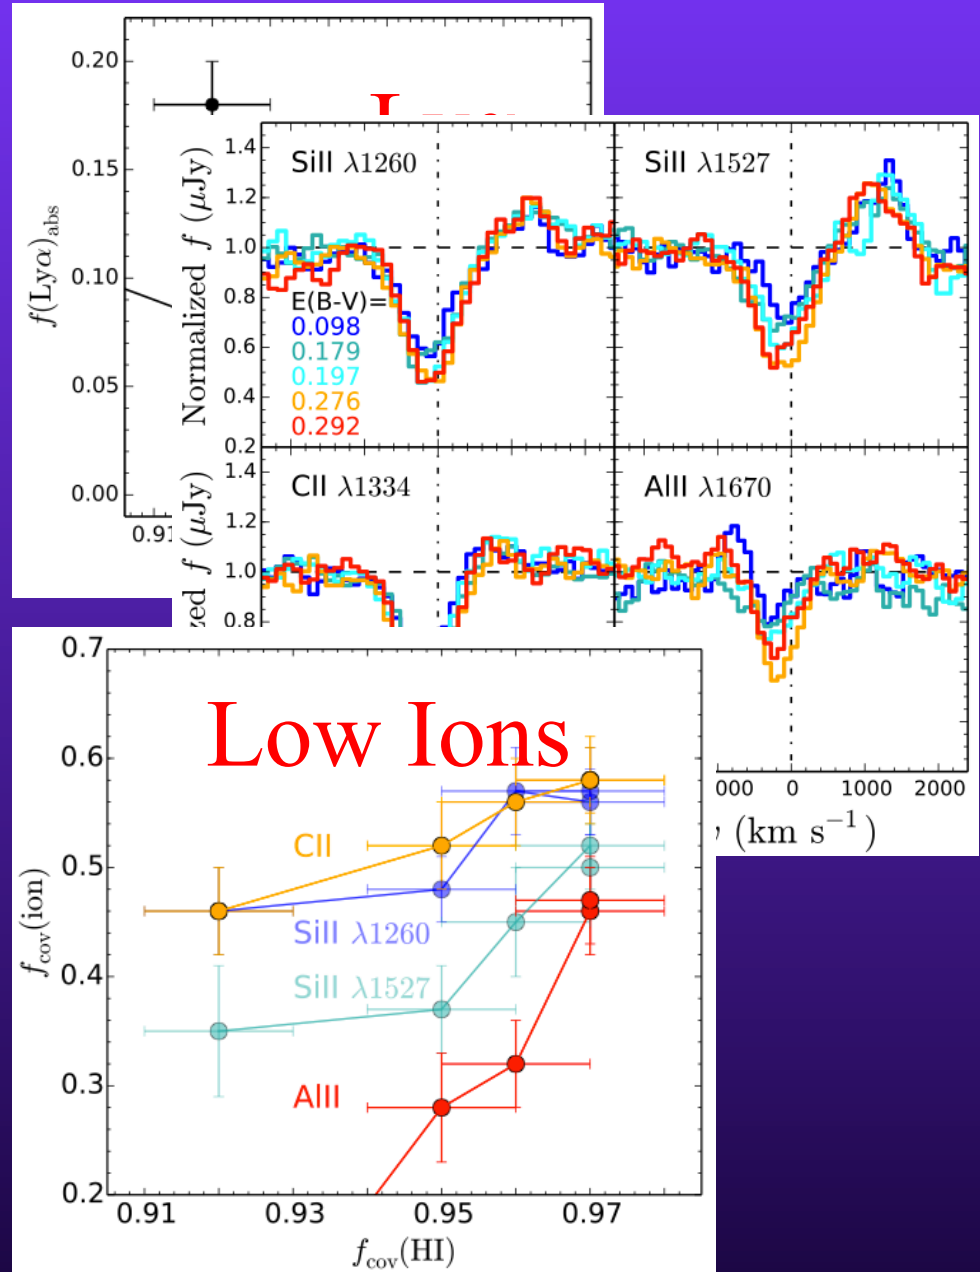 0.20
0.15
0.10
0.05
0.00
f(Lyα)abs
0.91
SiII λ1260
SiII λ1527
1.4
1.2
1.0
0.8
0.6
0.4
0.2
Normalized f (μJy)
E(B-V)=
0.098
0.179
0.197
0.276
0.292
CII λ1334
AlII λ1670
1.4
1.2
1.0
0.8
zed f (μJy)
000 0 1000 2000
(km s⁻¹)
0.7
0.6
0.5
0.4
0.3
0.2
fcov(ion)
Low Ions
CII
SiII λ1260
SiII λ1527
AlII
0.91 0.93 0.95 0.97
fcov(HI)